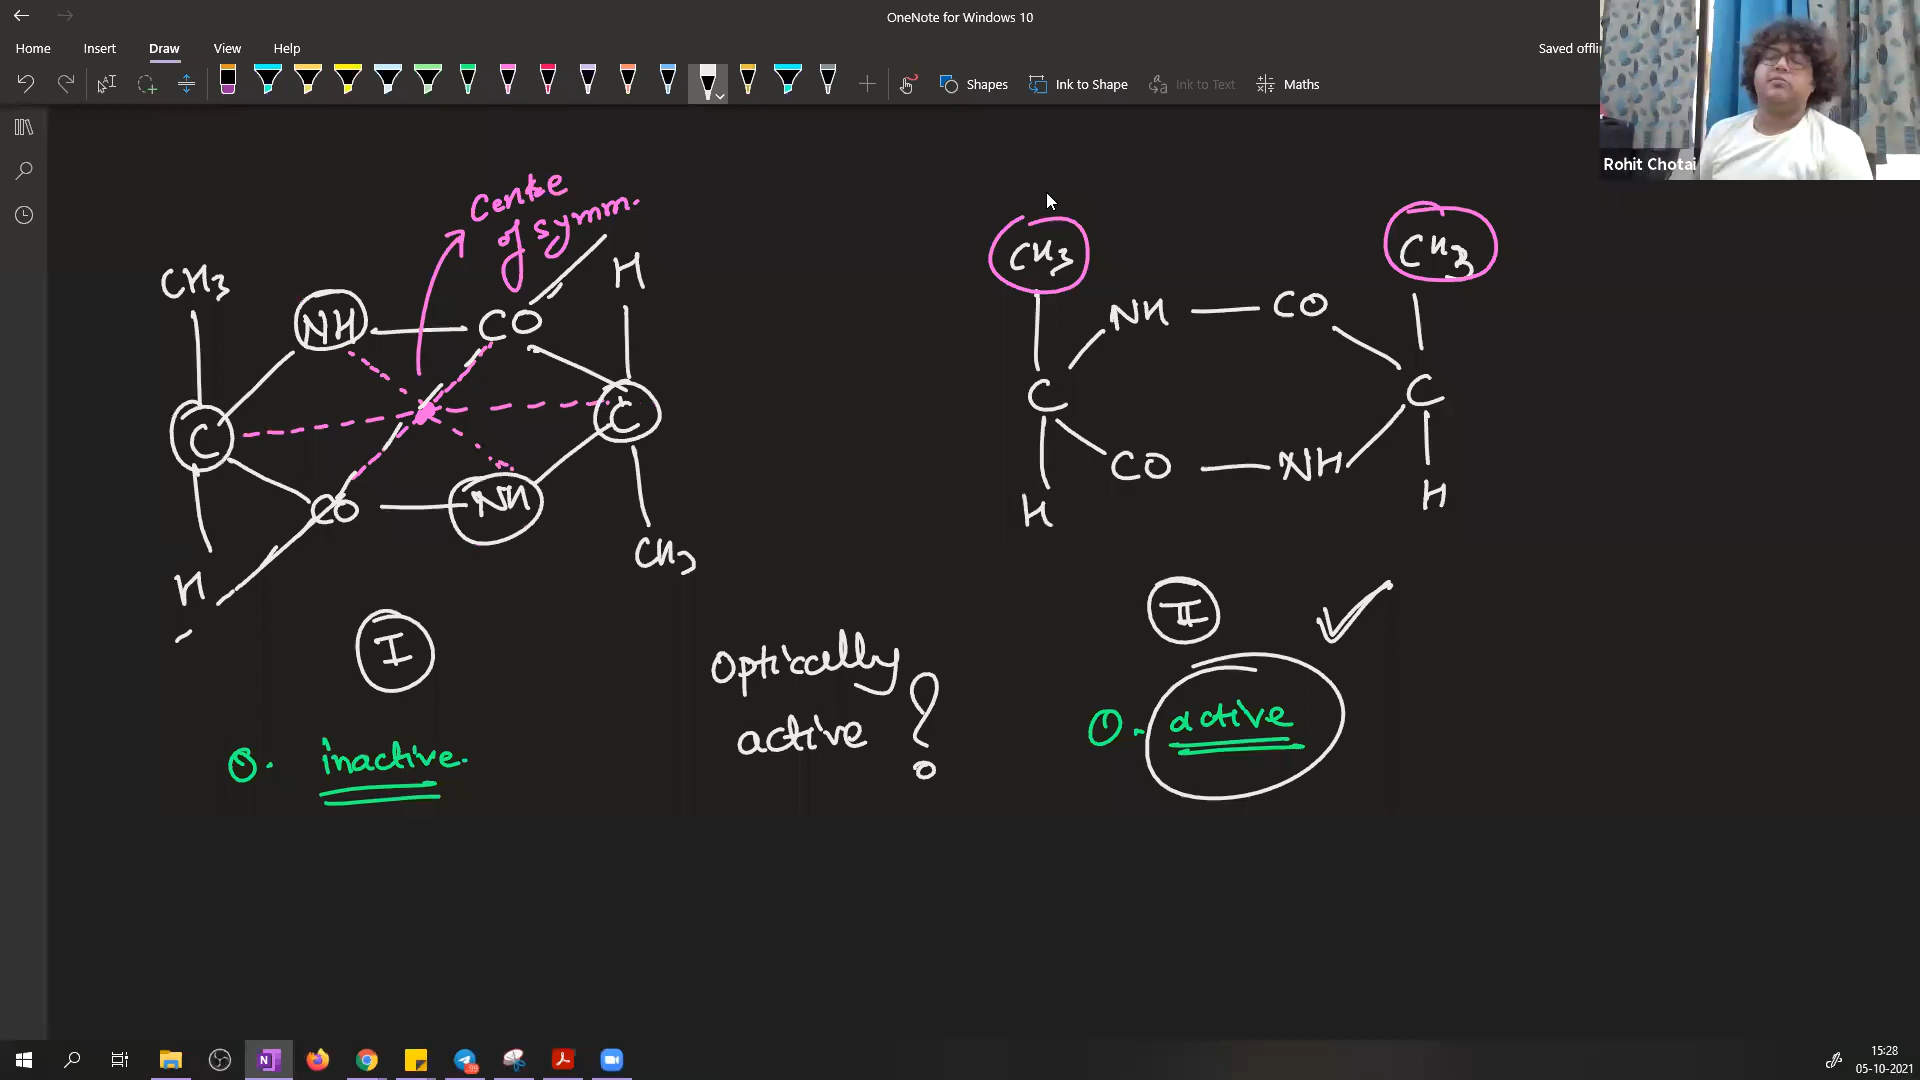 OneNote for Windows 10
Home
Insert
Draw
View
Help
Saved offli
Shapes
Ink to Shape
Ink to Text
Maths
Rohit Chotai
Centre
of symm.
CH3
NH
CO
H
C
C
CO
NH
H
CH3
I
O. inactive.
Optically
active ?
CH3
CH3
NH
CO
C
C
CO
NH
H
H
II
O. active
15:28
05-10-2021